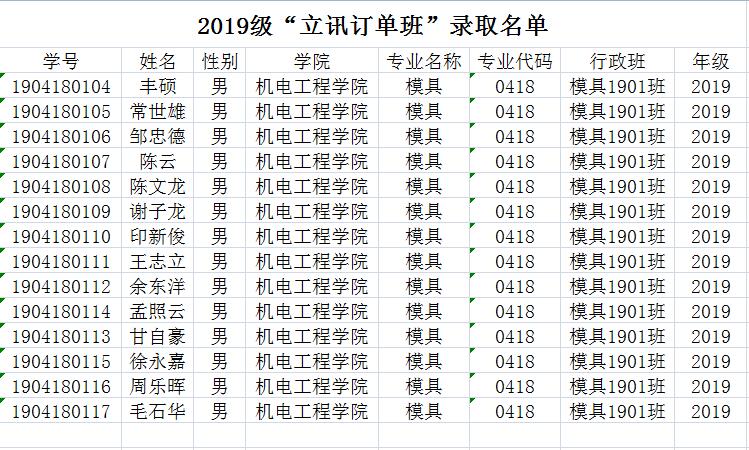 2019级“立讯订单班”录取名单
学号 姓名 性别 学院 专业名称 专业代码 行政班 年级
1904180104 丰硕 男 机电工程学院 模具 0418 模具1901班 2019
1904180105 常世雄 男 机电工程学院 模具 0418 模具1901班 2019
1904180106 邹忠德 男 机电工程学院 模具 0418 模具1901班 2019
1904180107 陈云 男 机电工程学院 模具 0418 模具1901班 2019
1904180108 陈文龙 男 机电工程学院 模具 0418 模具1901班 2019
1904180109 谢子龙 男 机电工程学院 模具 0418 模具1901班 2019
1904180110 印新俊 男 机电工程学院 模具 0418 模具1901班 2019
1904180111 王志立 男 机电工程学院 模具 0418 模具1901班 2019
1904180112 余东洋 男 机电工程学院 模具 0418 模具1901班 2019
1904180114 孟照云 男 机电工程学院 模具 0418 模具1901班 2019
1904180113 甘自豪 男 机电工程学院 模具 0418 模具1901班 2019
1904180115 徐永嘉 男 机电工程学院 模具 0418 模具1901班 2019
1904180116 周乐晖 男 机电工程学院 模具 0418 模具1901班 2019
1904180117 毛石华 男 机电工程学院 模具 0418 模具1901班 2019